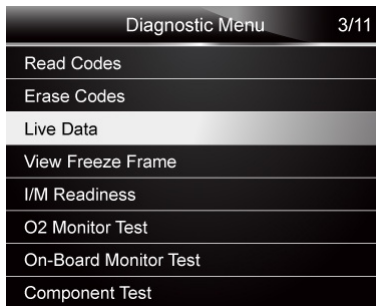 Diagnostic Menu 3/11
Read Codes
Erase Codes
Live Data
View Freeze Frame
I/M Readiness
O2 Monitor Test
On-Board Monitor Test
Component Test